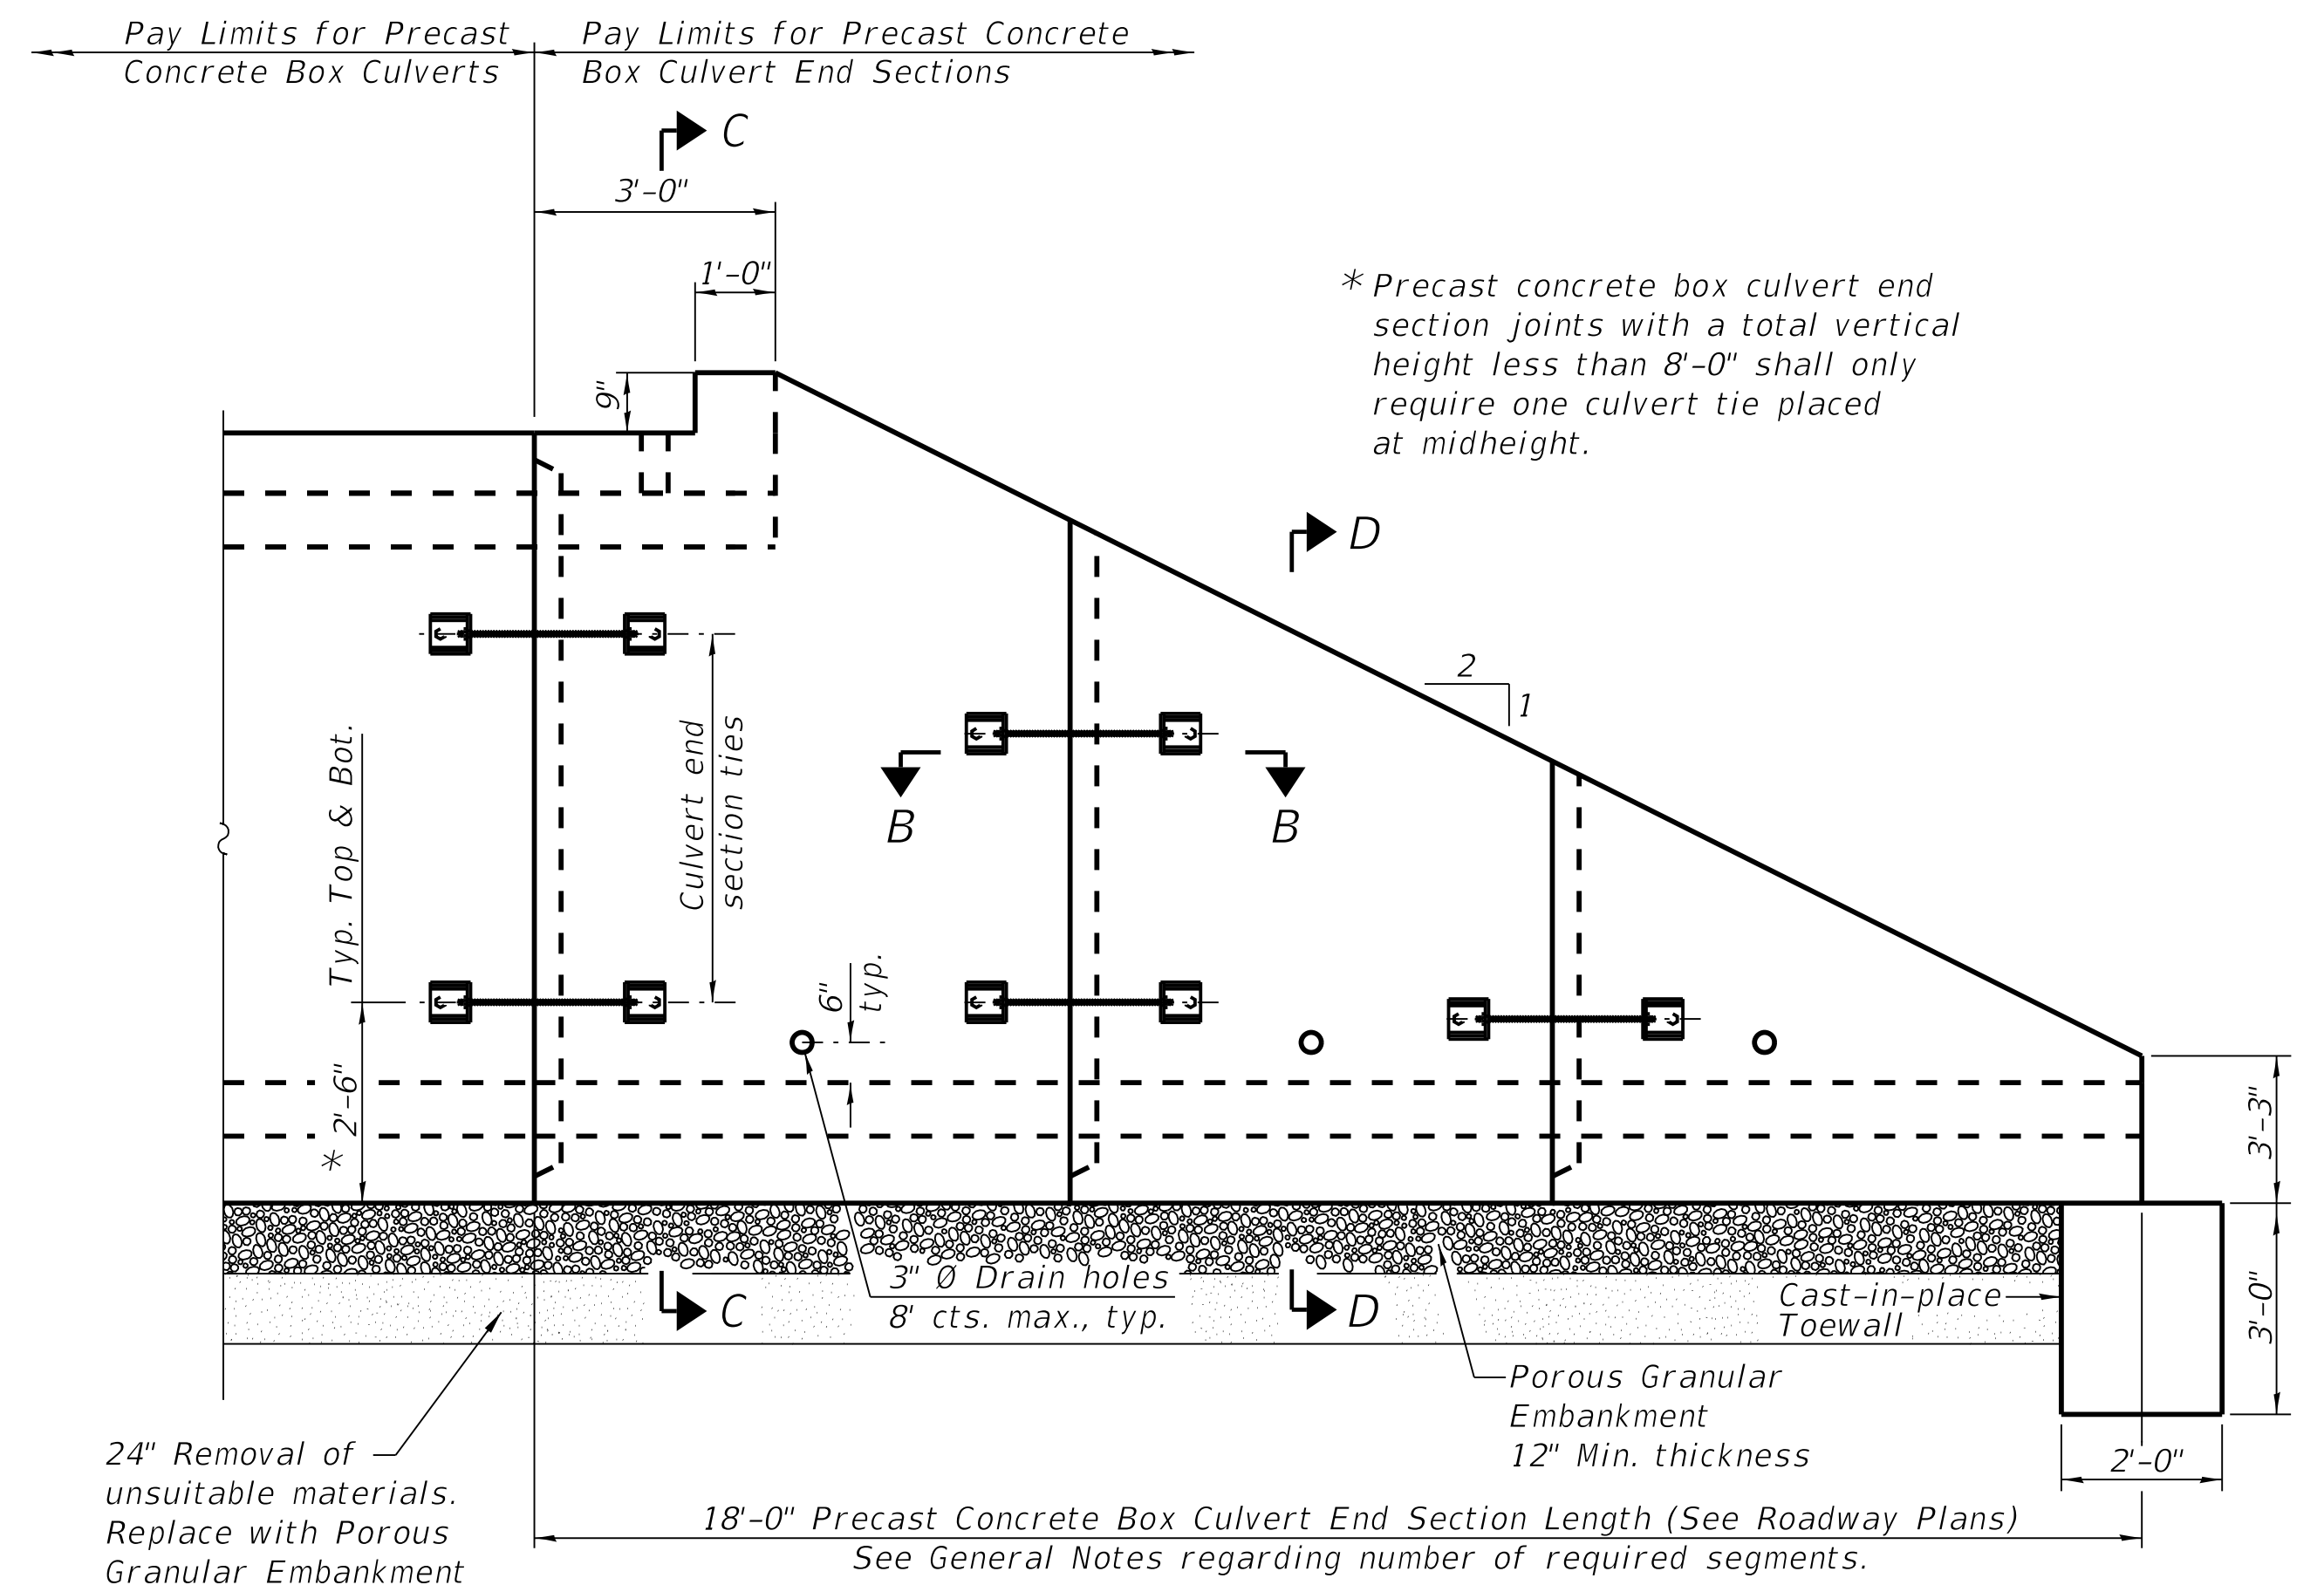 Pay Limits for Precast
Concrete Box Culverts
Pay Limits for Precast Concrete
Box Culvert End Sections
C
3'-0"
1'-0"
9"
* Precast concrete box culvert end
section joints with a total vertical
height less than 8'-0" shall only
require one culvert tie placed
at midheight.
D
2
1
Typ. Top & Bot.
Culvert end
section ties
B
B
6"
typ.
* 2'-6"
3'-3"
3" Ø Drain holes
8' cts. max., typ.
C
D
Cast-in-place
Toewall
3'-0"
Porous Granular
Embankment
12" Min. thickness
2'-0"
24" Removal of
unsuitable materials.
Replace with Porous
Granular Embankment
18'-0" Precast Concrete Box Culvert End Section Length (See Roadway Plans)
See General Notes regarding number of required segments.